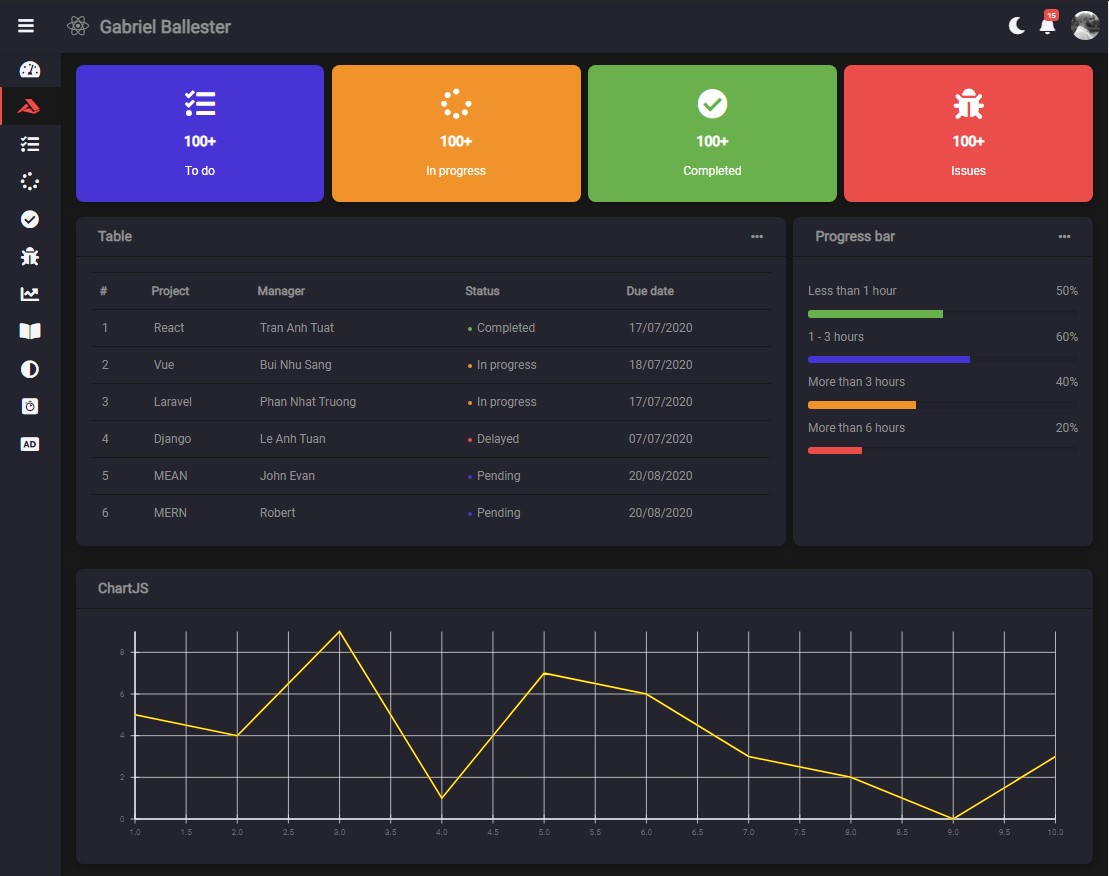 Gabriel Ballester
15
100+
To do
100+
In progress
100+
Completed
100+
Issues
Table
Progress bar
# Project Manager Status Due date
1 React Tran Anh Tuat Completed 17/07/2020
2 Vue Bui Nhu Sang In progress 18/07/2020
3 Laravel Phan Nhat Truong In progress 17/07/2020
4 Django Le Anh Tuan Delayed 07/07/2020
5 MEAN John Evan Pending 20/08/2020
6 MERN Robert Pending 20/08/2020
Less than 1 hour 50%
1 - 3 hours 60%
More than 3 hours 40%
More than 6 hours 20%
AD
ChartJS
8
6
4
2
0
1.0 1.5 2.0 2.5 3.0 3.5 4.0 4.5 5.0 5.5 6.0 6.5 7.0 7.5 8.0 8.5 9.0 9.5 10.0